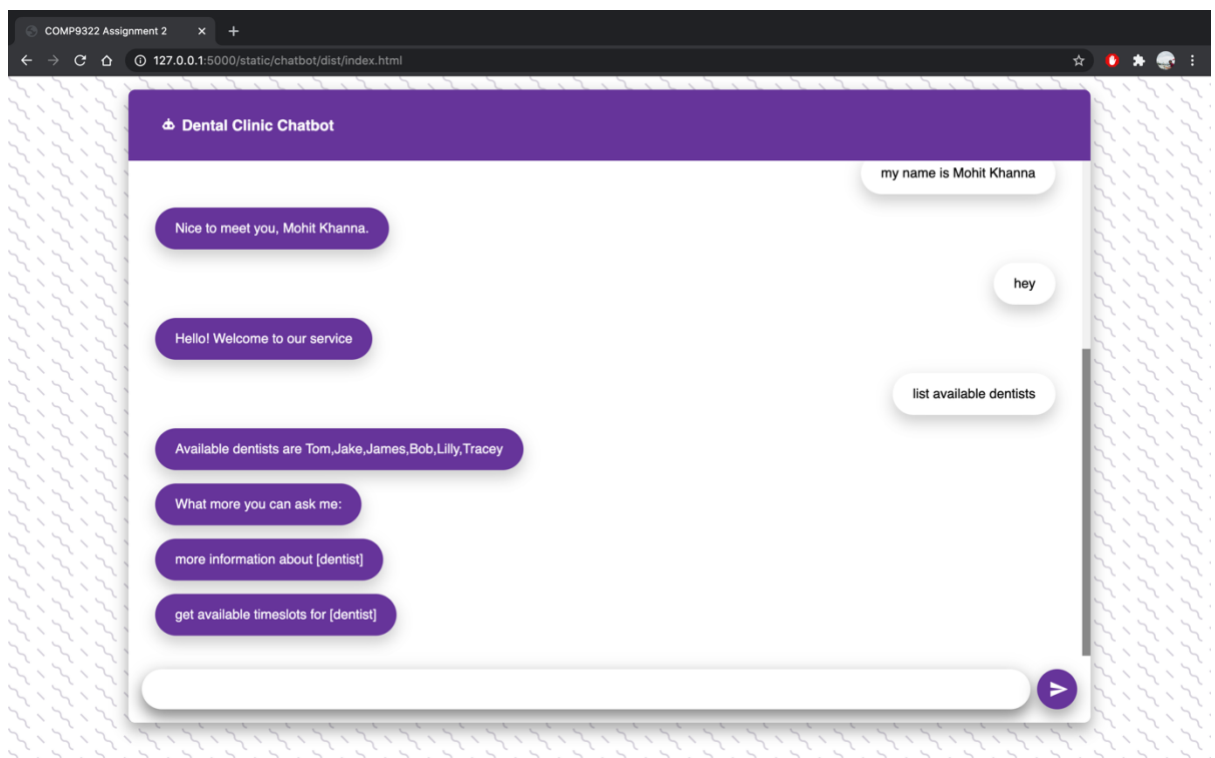 COMP9322 Assignment 2
127.0.0.1:5000/static/chatbot/dist/index.html
Dental Clinic Chatbot
my name is Mohit Khanna
Nice to meet you, Mohit Khanna.
hey
Hello! Welcome to our service
list available dentists
Available dentists are Tom,Jake,James,Bob,Lilly,Tracey
What more you can ask me:
more information about [dentist]
get available timeslots for [dentist]